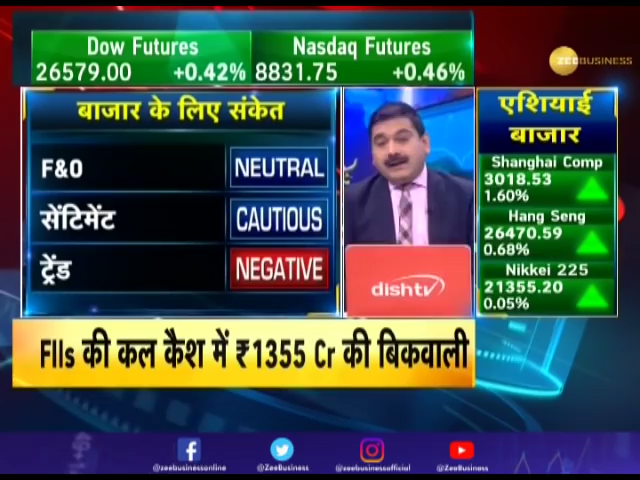 Dow Futures
26579.00 +0.42%
Nasdaq Futures
8831.75 +0.46%
ZEEBUSINESS
बाजार के लिए संकेत
F&O NEUTRAL
सेंटिमेंट CAUTIOUS
ट्रेंड NEGATIVE
dishtv
एशियाई
बाजार
Shanghai Comp
3018.53
1.60%
Hang Seng
26470.59
0.68%
Nikkei 225
21355.20
0.05%
FIIs की कल कैश में ₹1355 Cr की बिकवाली
@zeebusinessonline
@ZeeBusiness
@zeebusinessofficial
@ZeeBusiness